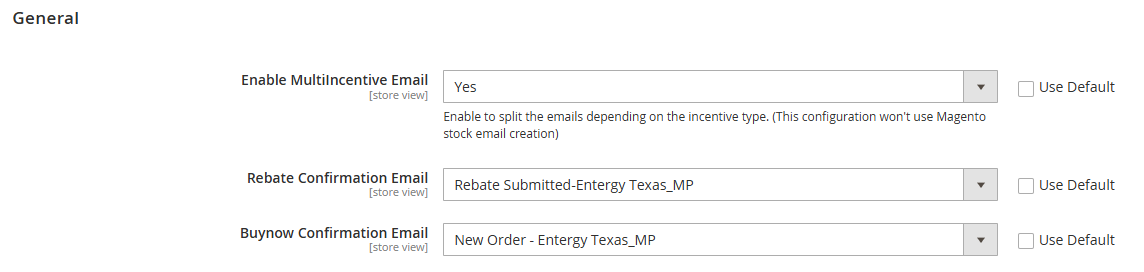 General
Enable MultiIncentive Email
[store view]
Yes
Use Default
Enable to split the emails depending on the incentive type. (This configuration won't use Magento
stock email creation)
Rebate Confirmation Email
[store view]
Rebate Submitted-Entergy Texas_MP
Use Default
Buynow Confirmation Email
[store view]
New Order - Entergy Texas_MP
Use Default